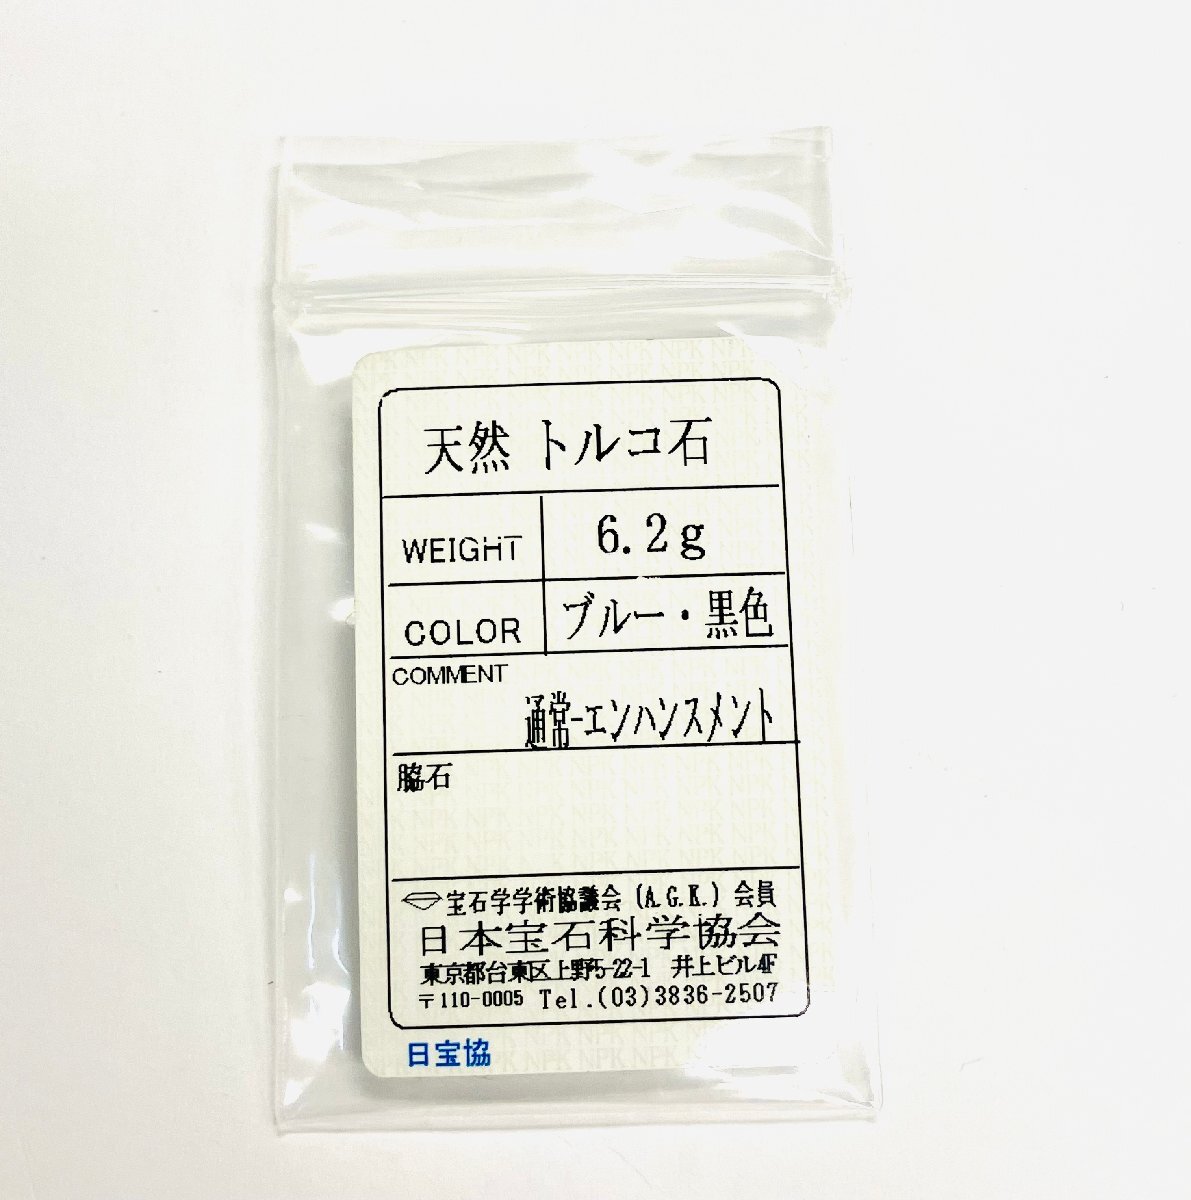 天然 トルコ石
WEIGHT 6.2g
COLOR ブルー・黒色
COMMENT
通常-エンハンスメント
脇石
宝石学学術協議会 (A.G.K.) 会員
日本宝石科学協会
東京都台東区上野5-22-1 井上ビル4F
〒110-0005 Tel.(03)3836-2507
日宝協